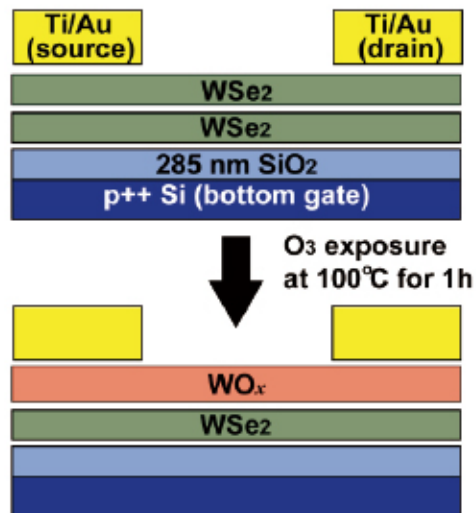 Ti/Au Ti/Au
(source) (drain)
WSe₂
WSe₂
285 nm SiO₂
p++ Si (bottom gate)
O₃ exposure
at 100°C for 1h
WOₓ
WSe₂